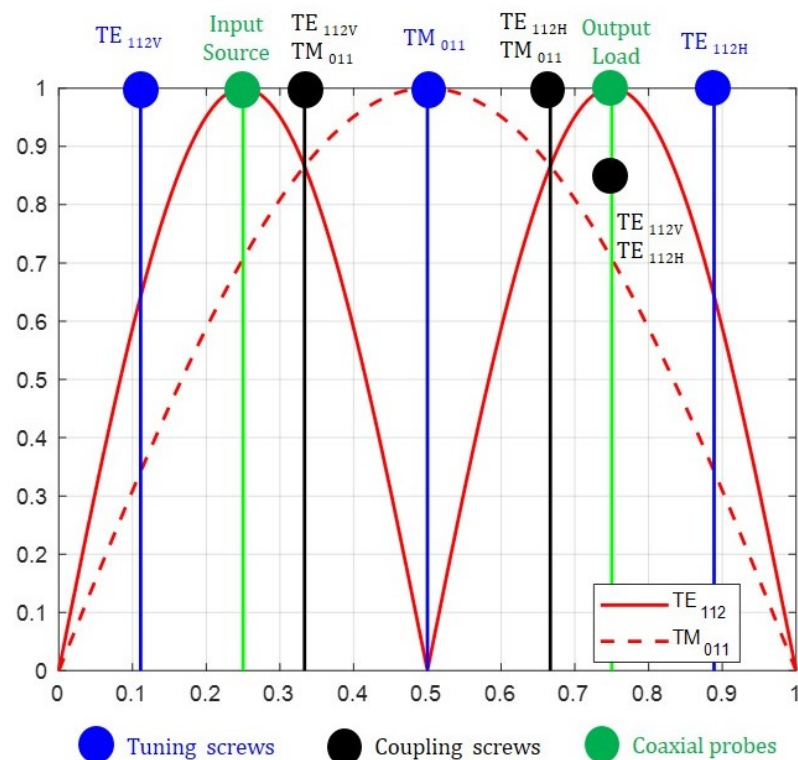 TE 112V
Input
Source
TE 112V
TM 011
TM 011
TE 112H
TM 011
Output
Load
TE 112H
1
0.9
0.8
0.7
0.6
0.5
0.4
0.3
0.2
0.1
0
TE 112V
TE 112H
TE 112
TM 011
0 0.1 0.2 0.3 0.4 0.5 0.6 0.7 0.8 0.9 1
Tuning screws Coupling screws Coaxial probes